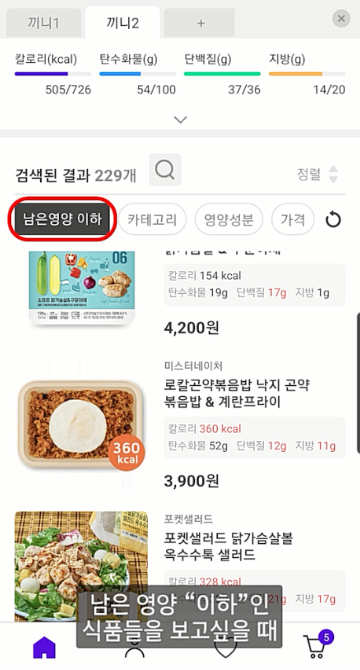 끼니1
끼니2
+
칼로리(kcal) 탄수화물(g) 단백질(g) 지방(g)
505/726 54/100 37/36 14/20
검색된 결과 229개
정렬
남은영양 이하 카테고리 영양성분 가격
06
칼로리 154 kcal
탄수화물 19g 단백질 17g 지방 1g
4,200원
미스터네이처
로칼곤약볶음밥 낙지 곤약
볶음밥 & 계란프라이
칼로리 360 kcal
탄수화물 52g 단백질 12g 지방 11g
360
kcal
3,900원
포켓샐러드
포켓샐러드 닭가슴살볼
옥수수톡 샐러드
칼로리 328 kcal
17g
남은 영양 “이하”인
식품들을 보고싶을 때
5